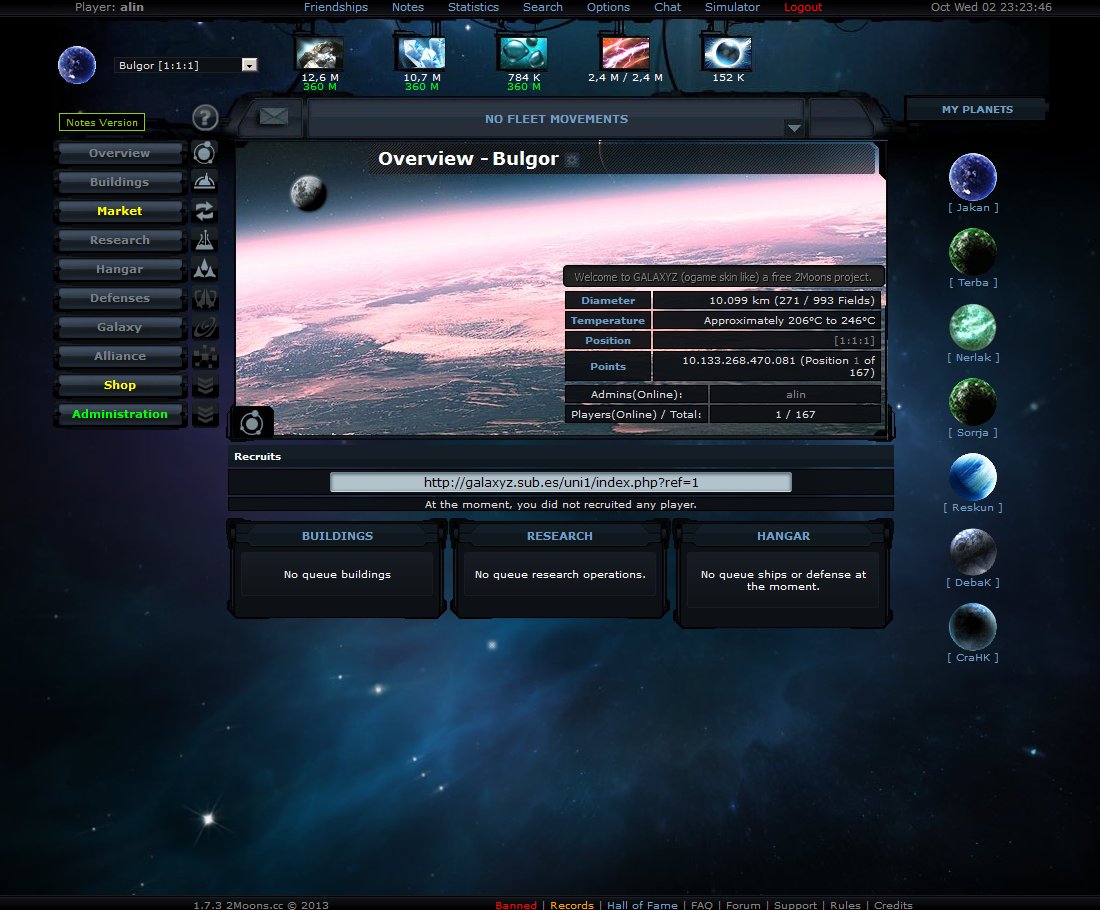 Player: alin
Friendships Notes Statistics Search Options Chat Simulator Logout
Oct Wed 02 23:23:46
Bulgor [1:1:1]
12,6 M
360 M
10,7 M
360 M
784 K
360 M
2,4 M / 2,4 M
152 K
Notes Version
?
NO FLEET MOVEMENTS
MY PLANETS
Overview
Buildings
Market
Research
Hangar
Defenses
Galaxy
Alliance
Shop
Administration
Overview - Bulgor
Welcome to GALAXYZ (ogame skin like) a free 2Moons project.
Diameter 10.099 km (271 / 993 Fields)
Temperature Approximately 206ºC to 246ºC
Position [1:1:1]
Points 10.133.268.470.081 (Position 1 of
167)
Admins(Online): alin
Players(Online) / Total: 1 / 167
Recruits
http://galaxyz.sub.es/uni1/index.php?ref=1
At the moment, you did not recruited any player.
BUILDINGS
No queue buildings
RESEARCH
No queue research operations.
HANGAR
No queue ships or defense at
the moment.
[ Jakan ]
[ Terba ]
[ Nerlak ]
[ Sorrja ]
[ Reskun ]
[ DebaK ]
[ CraHK ]
1.7.3 2Moons.cc © 2013
Banned | Records | Hall of Fame | FAQ | Forum | Support | Rules | Credits